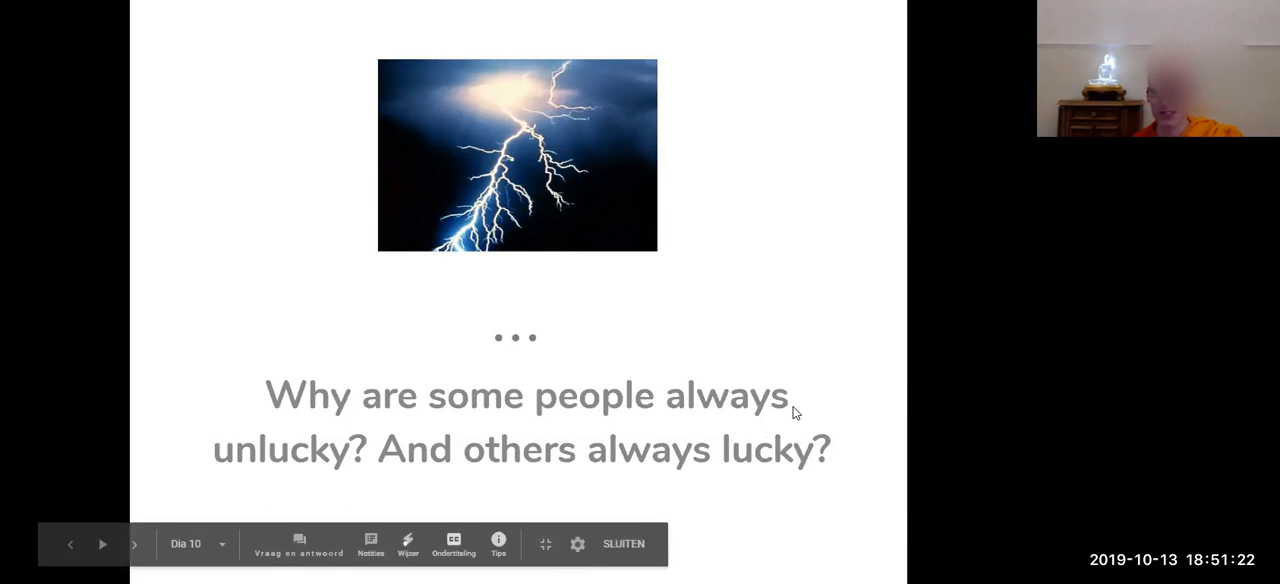 Why are some people always
unlucky? And others always lucky?
Dia 10
Vraag en antwoord
Notities
Wijzer
Ondertiteling
Tips
SLUITEN
2019-10-13 18:51:22